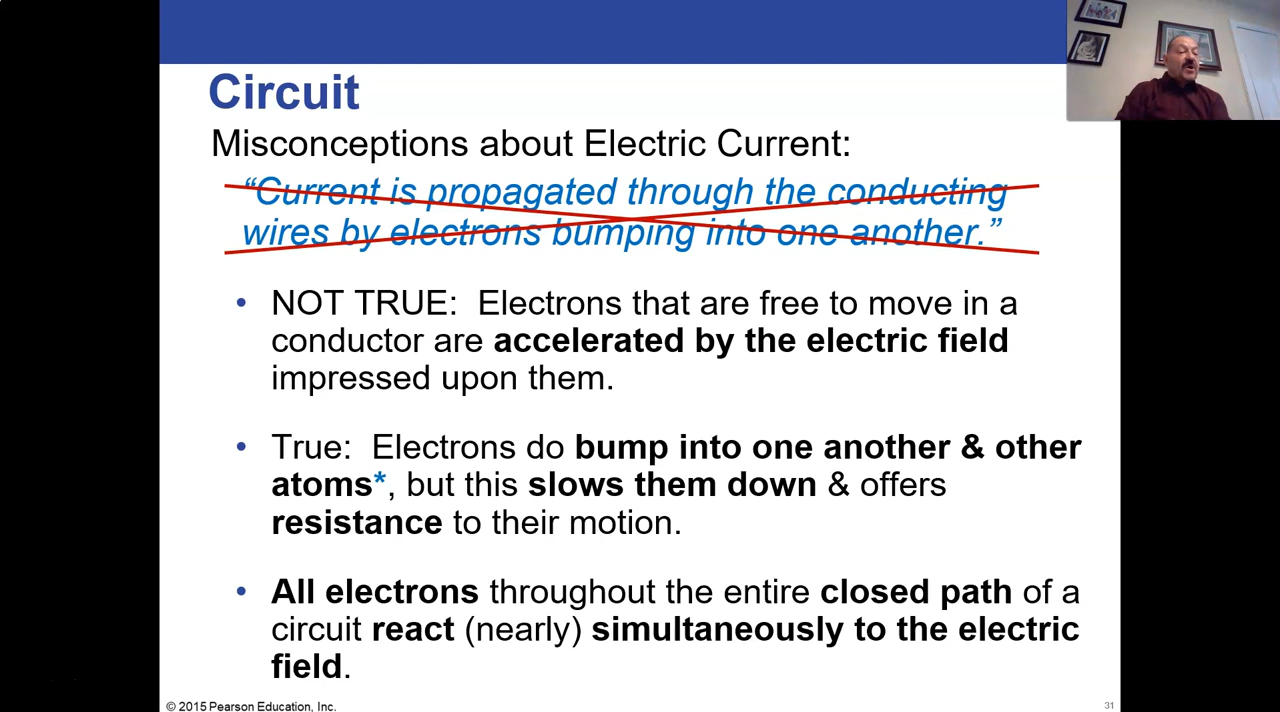 Circuit
Misconceptions about Electric Current:
“Current is propagated through the conducting
wires by electrons bumping into one another.”
• NOT TRUE: Electrons that are free to move in a
conductor are accelerated by the electric field
impressed upon them.
• True: Electrons do bump into one another & other
atoms*, but this slows them down & offers
resistance to their motion.
• All electrons throughout the entire closed path of a
circuit react (nearly) simultaneously to the electric
field.
© 2015 Pearson Education, Inc.
31